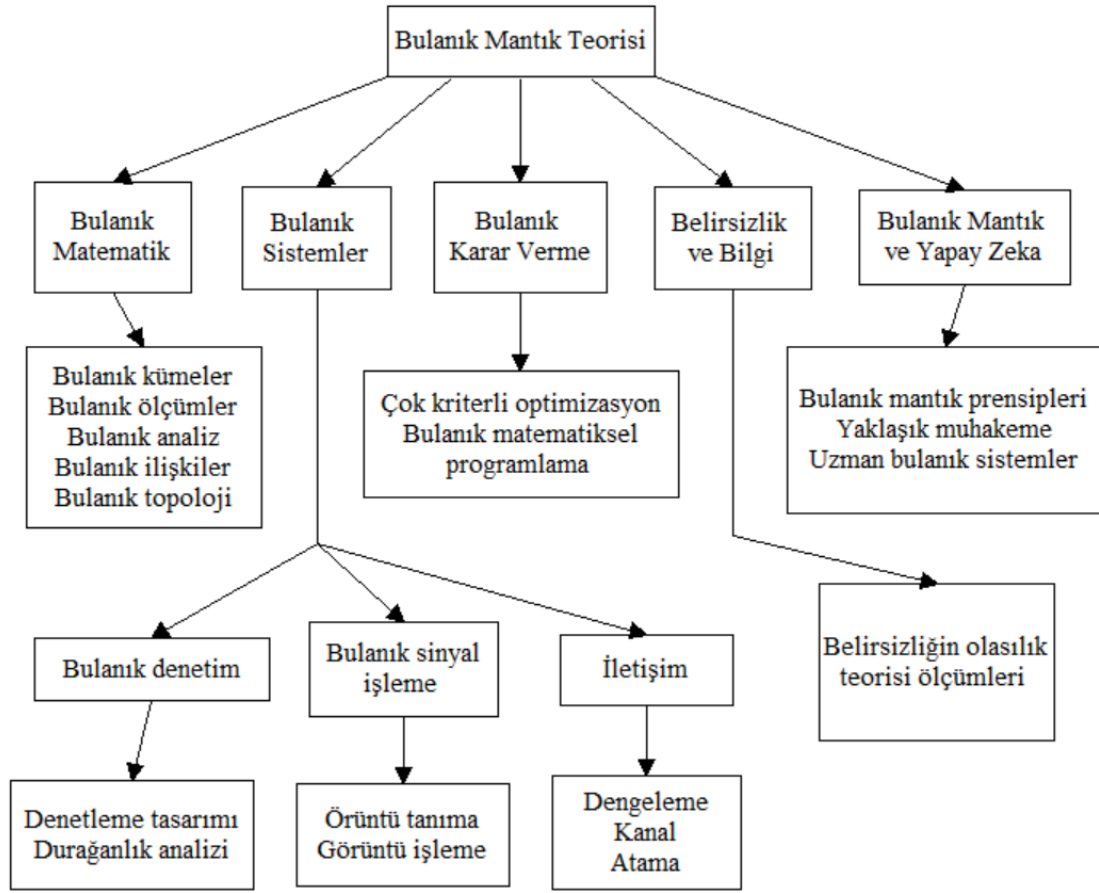 Bulanık Mantık Teorisi
Bulanık
Matematik
Bulanık
Sistemler
Bulanık
Karar Verme
Belirsizlik
ve Bilgi
Bulanık Mantık
ve Yapay Zeka
Bulanık kümeler
Bulanık ölçümler
Bulanık analiz
Bulanık ilişkiler
Bulanık topoloji
Çok kriterli optimizasyon
Bulanık matematiksel
programlama
Bulanık mantık prensipleri
Yaklaşık muhakeme
Uzman bulanık sistemler
Bulanık denetim
Bulanık sinyal
işleme
İletişim
Belirsizliğin olasılık
teorisi ölçümleri
Denetleme tasarımı
Durağanlık analizi
Örüntü tanıma
Görüntü işleme
Dengeleme
Kanal
Atama